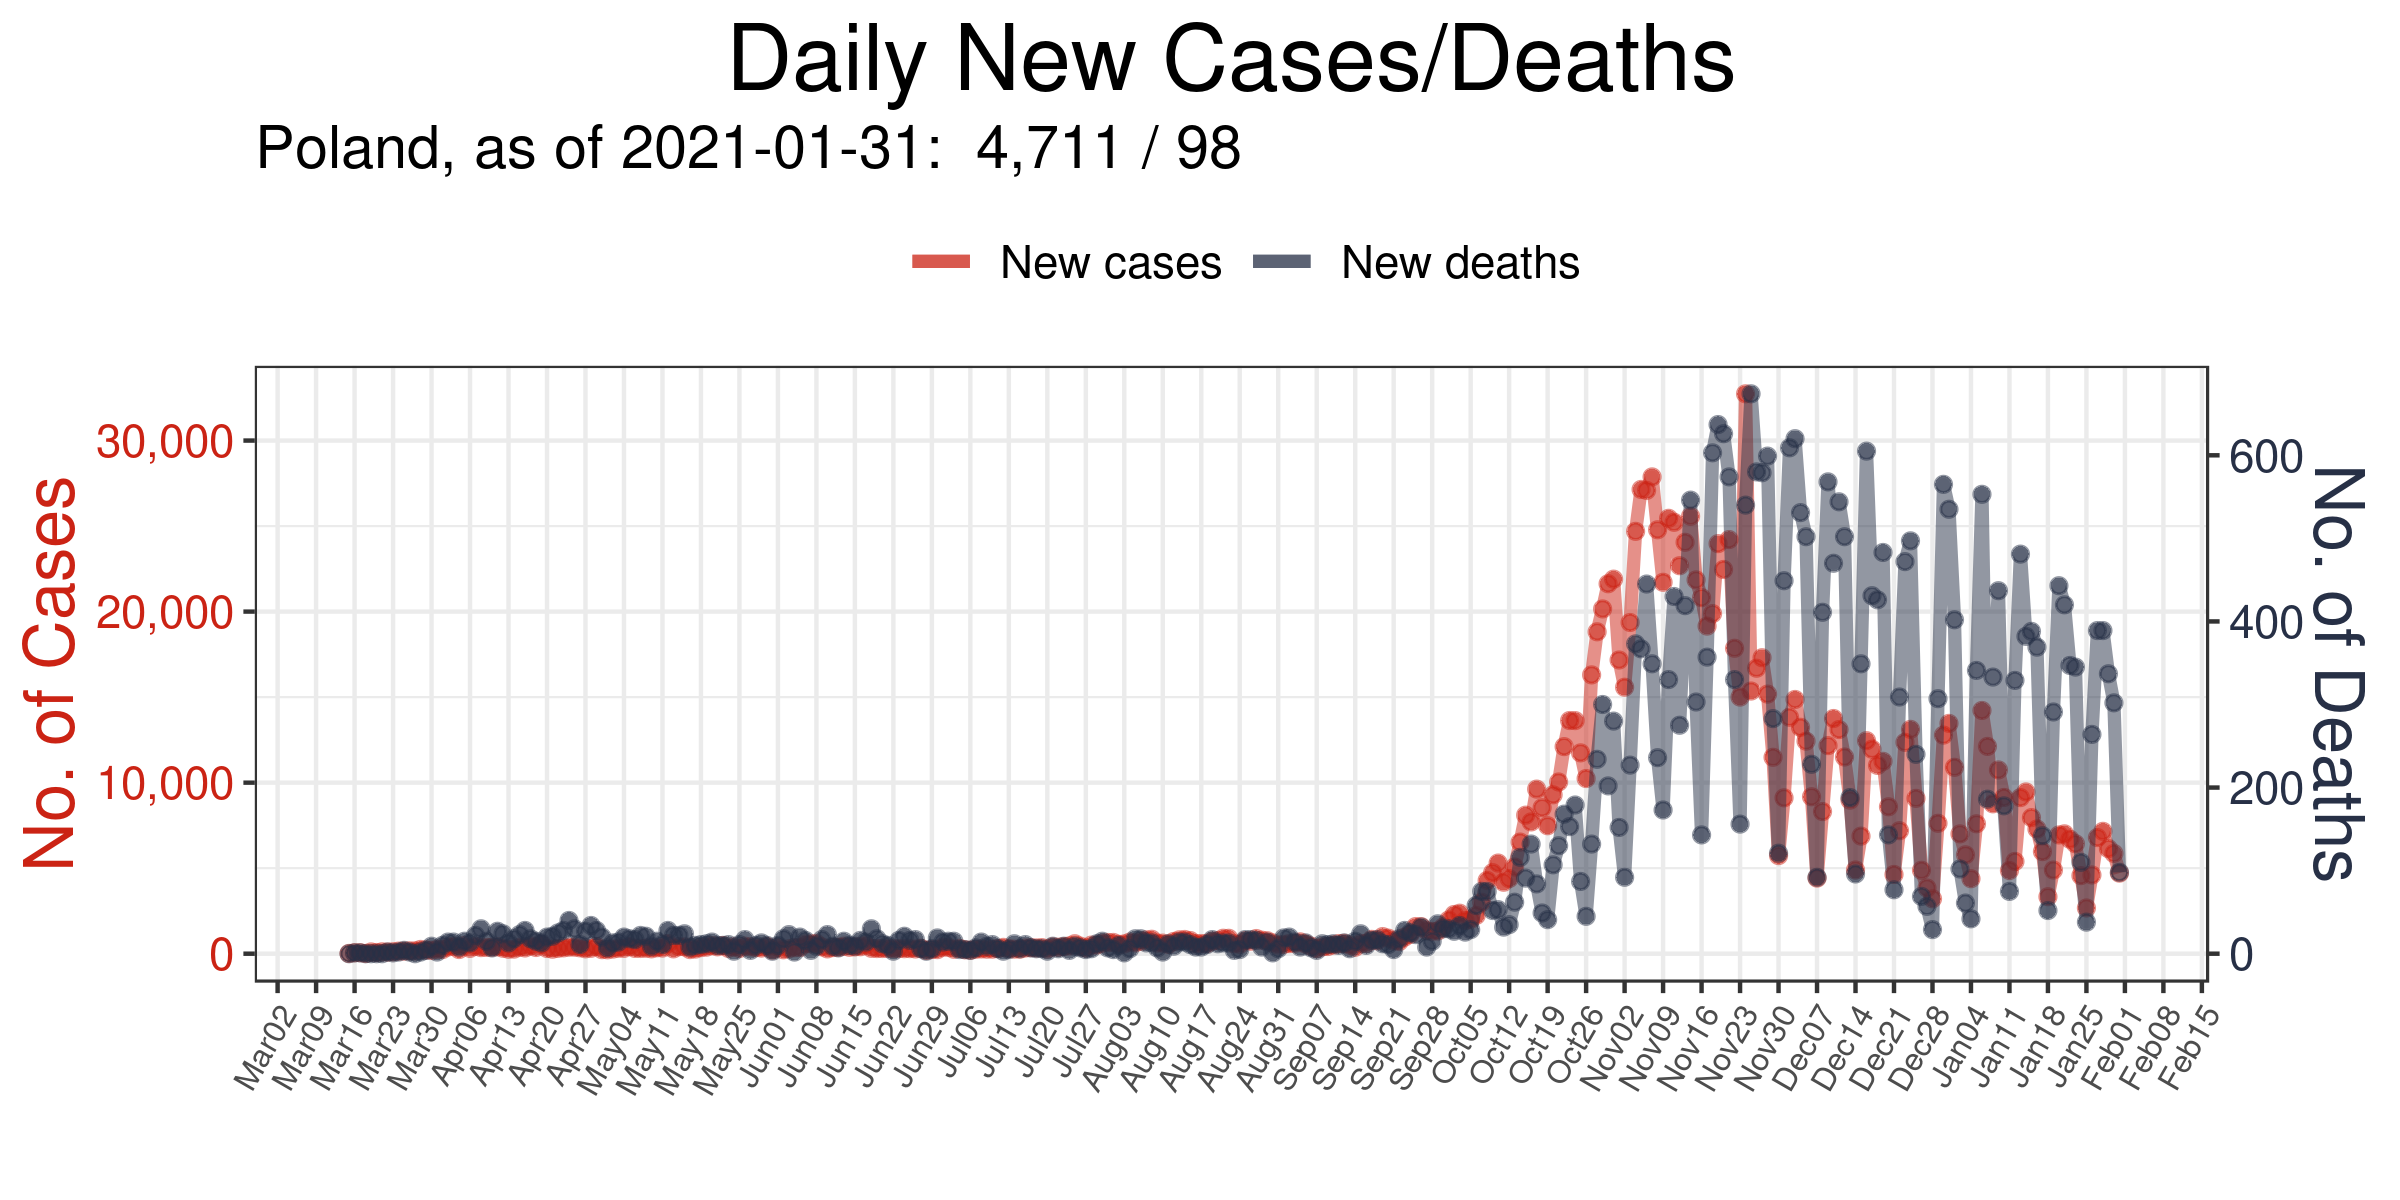 Daily New Cases/Deaths
Poland, as of 2021-01-31:  4,711 / 98
New cases New deaths
No. of Cases
30,000
20,000
10,000
0
600
400
200
0
No. of Deaths
Mar02 Mar09 Mar16 Mar23 Mar30 Apr06 Apr13 Apr20 Apr27 May04 May11 May18 May25 Jun01 Jun08 Jun15 Jun22 Jun29 Jul06 Jul13 Jul20 Jul27 Aug03 Aug10 Aug17 Aug24 Aug31 Sep07 Sep14 Sep21 Sep28 Oct05 Oct12 Oct19 Oct26 Nov02 Nov09 Nov16 Nov23 Nov30 Dec07 Dec14 Dec21 Dec28 Dec04 Jan11 Jan18 Jan25 Feb01 Feb08 Feb15